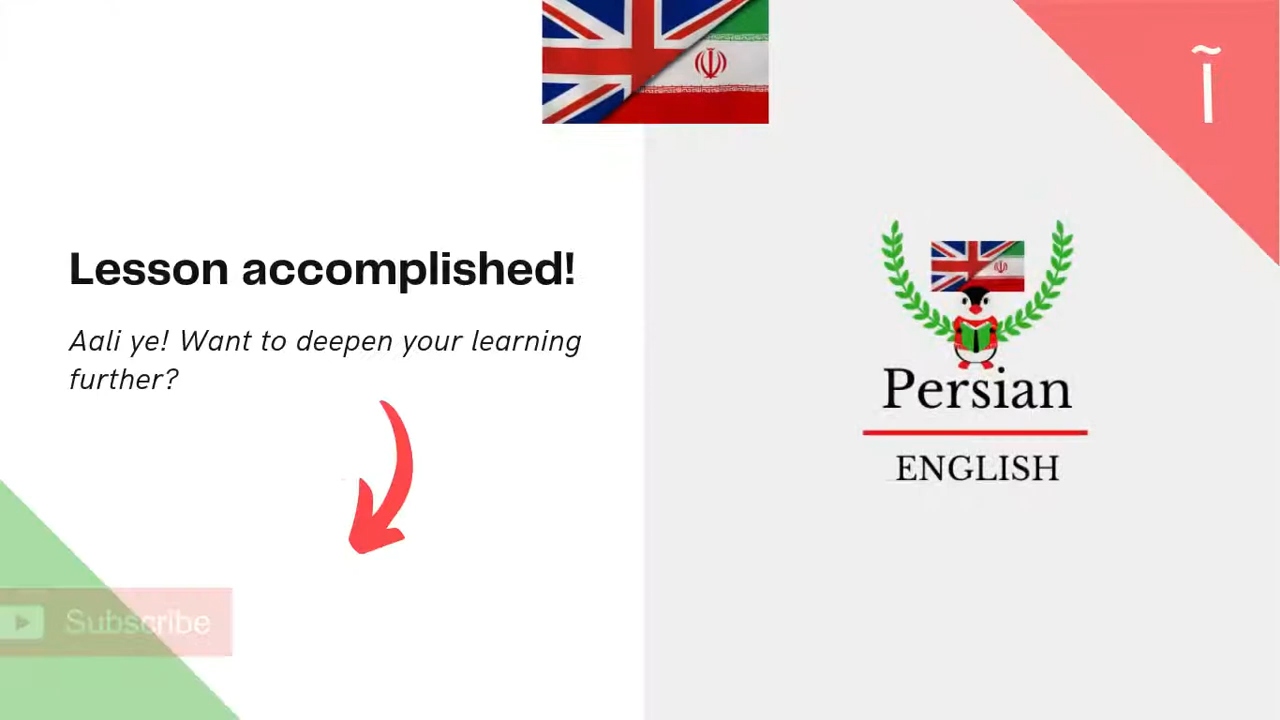 آ
Lesson accomplished!
Aali ye! Want to deepen your learning
further?
Persian
ENGLISH
Subscribe